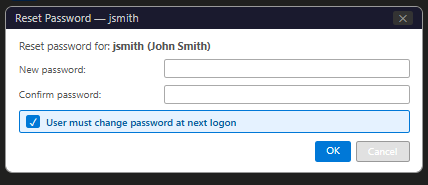 Reset Password — jsmith
Reset password for: jsmith (John Smith)
New password:
Confirm password:
User must change password at next logon
OK
Cancel